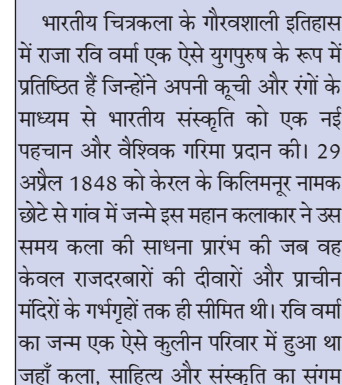 भारतीय चित्रकला के गौरवशाली इतिहास
में राजा रवि वर्मा एक ऐसे युगपुरुष के रूप में
प्रतिष्ठित हैं जिन्होंने अपनी कूची और रंगों के
माध्यम से भारतीय संस्कृति को एक नई
पहचान और वैश्विक गरिमा प्रदान की। 29
अप्रैल 1848 को केरल के किलिमनूर नामक
छोटे से गांव में जन्मे इस महान कलाकार ने उस
समय कला की साधना प्रारंभ की जब वह
केवल राजदरबारों की दीवारों और प्राचीन
मंदिरों के गर्भगृहों तक ही सीमित थी। रवि वर्मा
का जन्म एक ऐसे कुलीन परिवार में हुआ था
जहाँ कला, साहित्य और संस्कृति का संगम